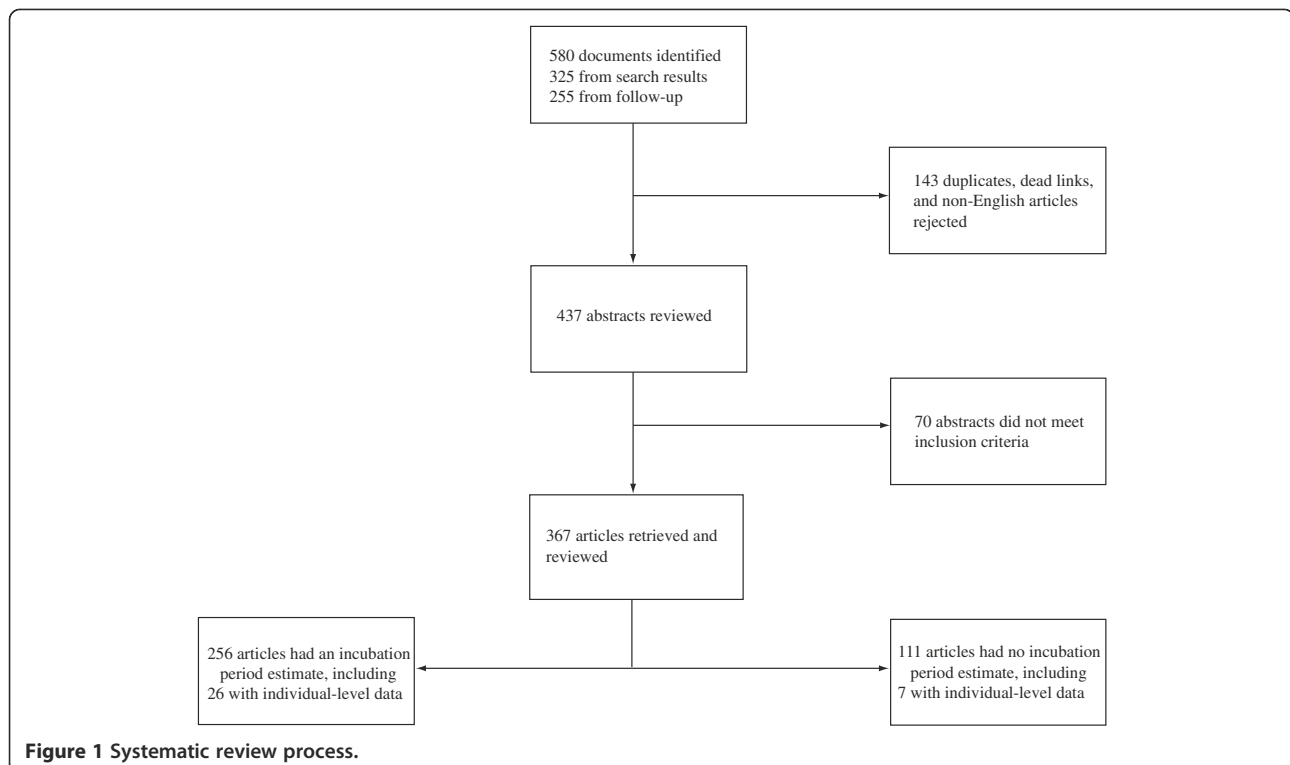 580 documents identified
325 from search results
255 from follow-up
143 duplicates, dead links,
and non-English articles
rejected
437 abstracts reviewed
70 abstracts did not meet
inclusion criteria
367 articles retrieved and
reviewed
256 articles had an incubation
period estimate, including
26 with individual-level data
111 articles had no incubation
period estimate, including
7 with individual-level data
Figure 1 Systematic review process.